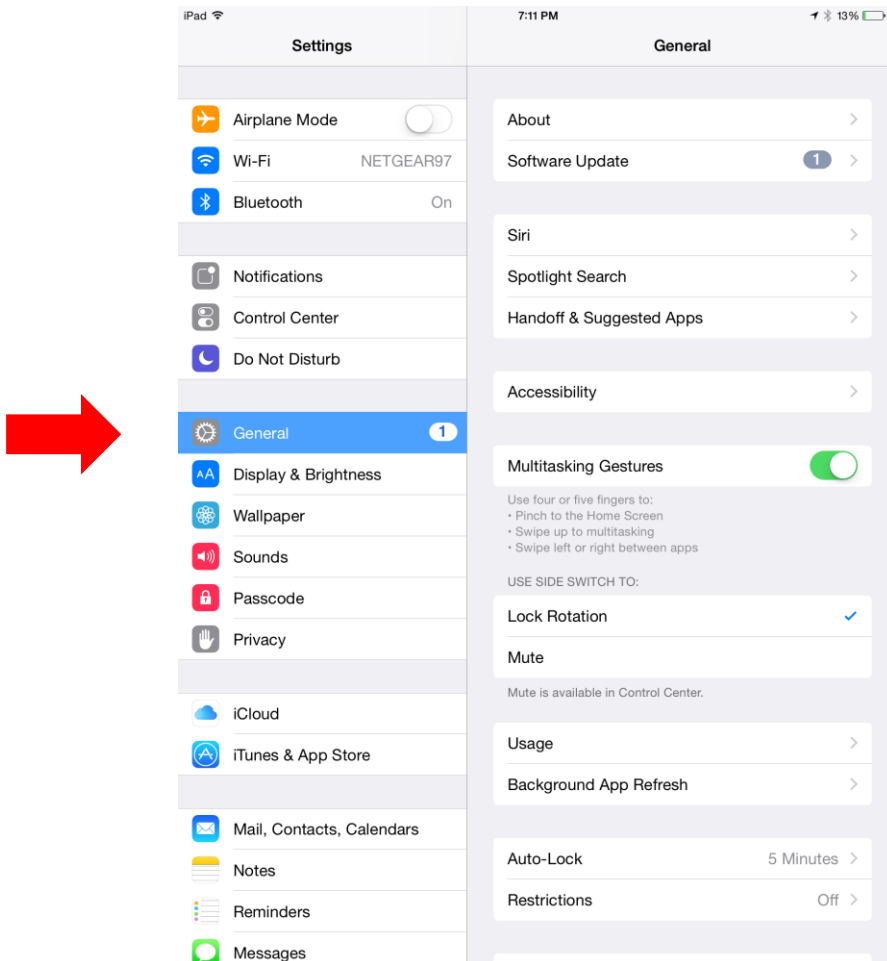 iPad 7:11 PM 13%
Settings
Airplane Mode
Wi-Fi NETGEAR97
Bluetooth On
Notifications
Control Center
Do Not Disturb
General 1
AA Display & Brightness
Wallpaper
Sounds
Passcode
Privacy
iCloud
iTunes & App Store
Mail, Contacts, Calendars
Notes
Reminders
Messages
General
About
Software Update 1
Siri
Spotlight Search
Handoff & Suggested Apps
Accessibility
Multitasking Gestures
Use four or five fingers to:
• Pinch to the Home Screen
• Swipe up to multitasking
• Swipe left or right between apps
USE SIDE SWITCH TO:
Lock Rotation
Mute
Mute is available in Control Center.
Usage
Background App Refresh
Auto-Lock 5 Minutes
Restrictions Off